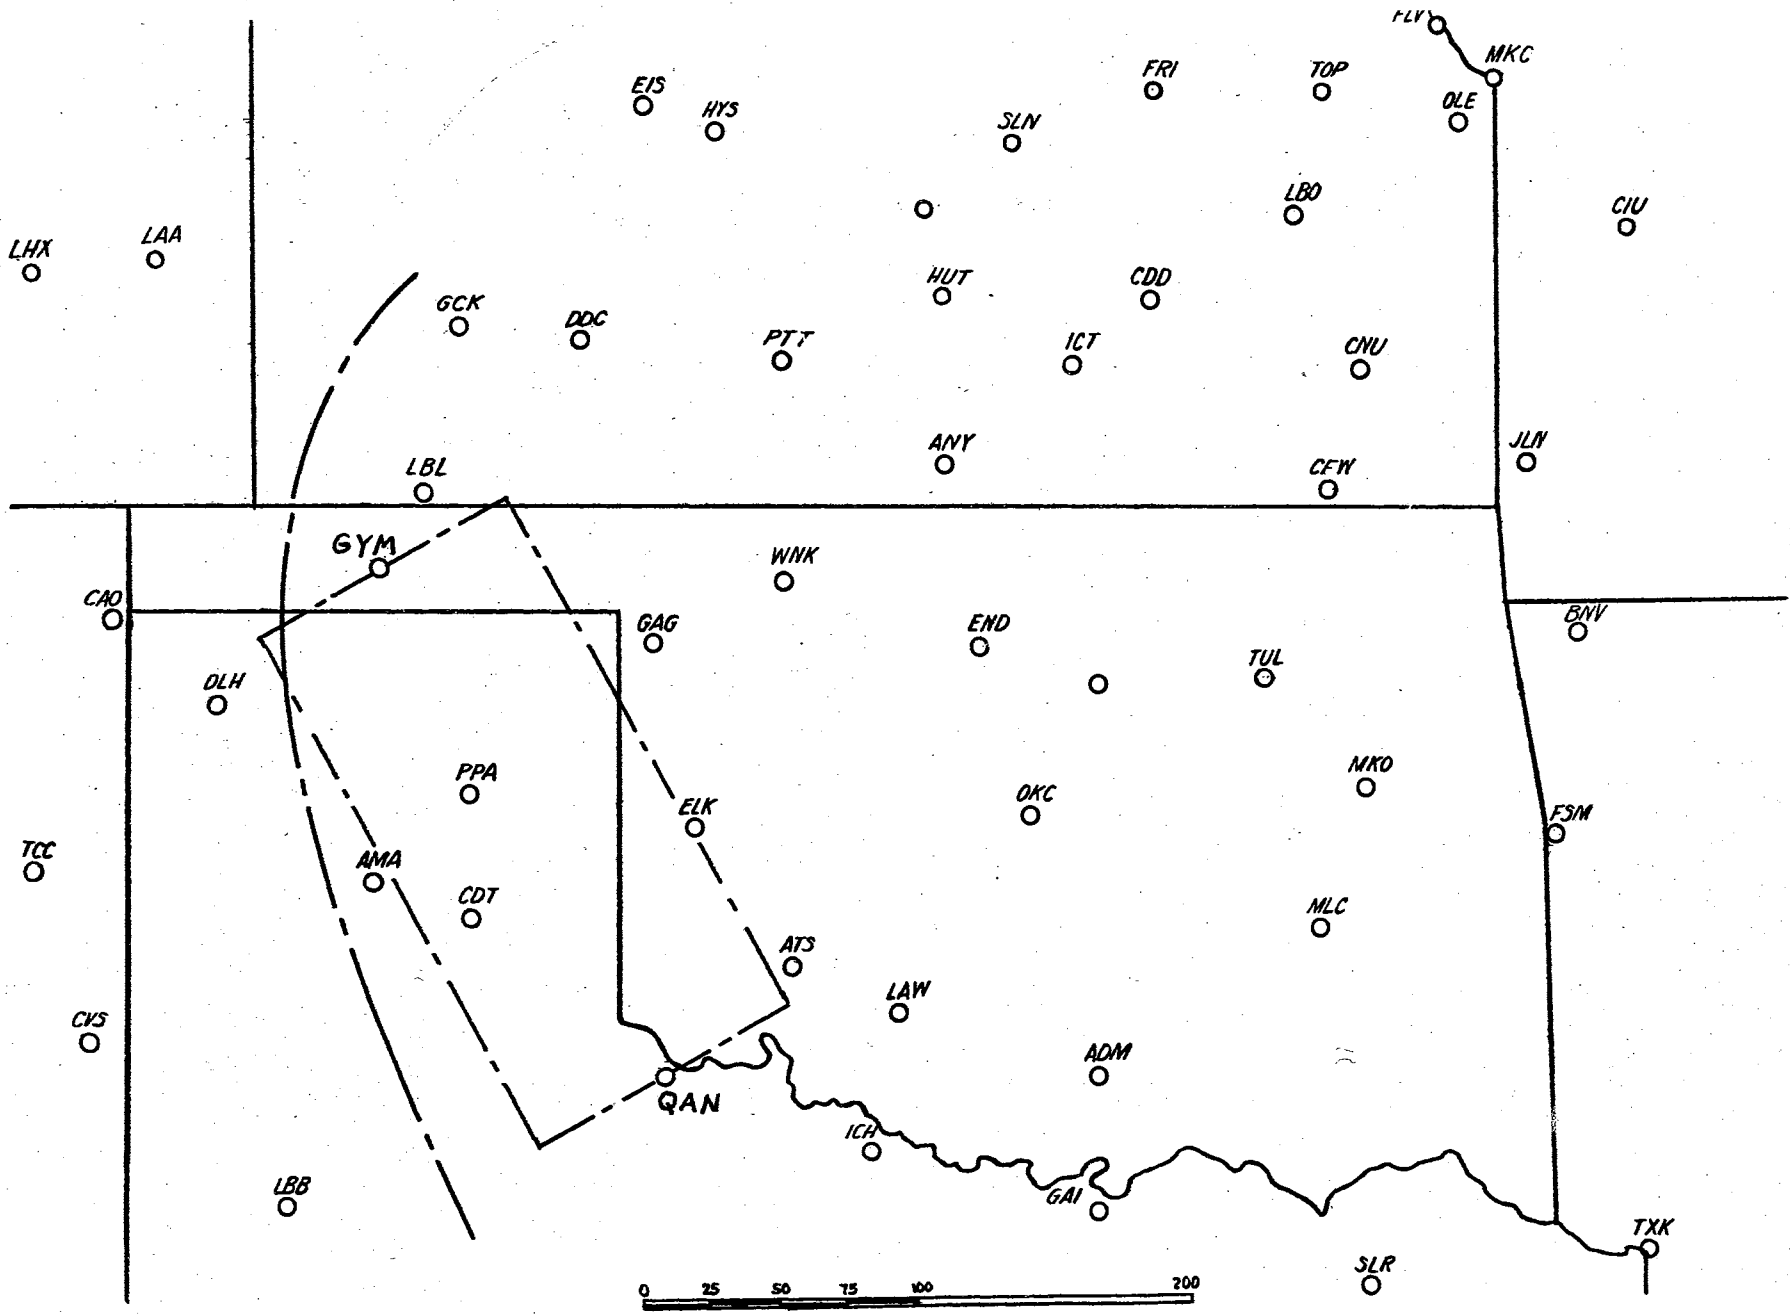 MKC
EIS
FRI
TOP
HYS
OLE
SLN
LBO
CIU
LHX
LAA
HUT
CDD
GCK
DDC
PTT
ICT
CNU
LBL
ANY
CFW
JLN
GYM
WNK
CAO
GAG
END
BNV
TUL
DLH
PPA
MKO
ELK
OKC
FSM
TCC
AMA
CDT
MLC
ATS
LAW
CVS
ADM
QAN
ICH
LBB
GAI
TXK
SLR
0 25 50 75 100 200